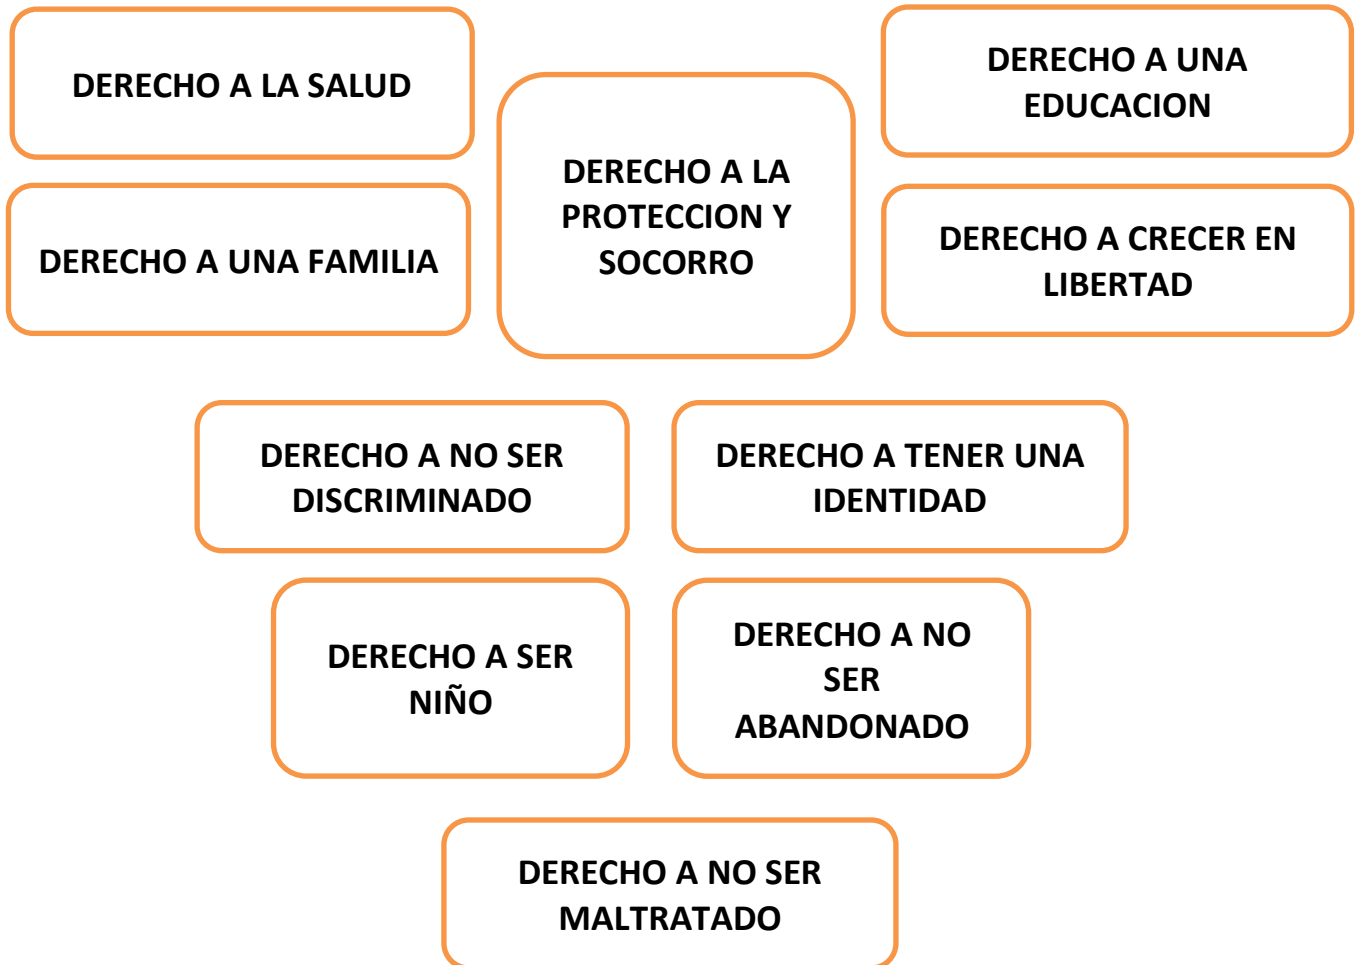 DERECHO A LA SALUD
DERECHO A UNA FAMILIA
DERECHO A LA
PROTECCION Y
SOCORRO
DERECHO A UNA
EDUCACION
DERECHO A CRECER EN
LIBERTAD
DERECHO A NO SER
DISCRIMINADO
DERECHO A TENER UNA
IDENTIDAD
DERECHO A SER
NIÑO
DERECHO A NO
SER
ABANDONADO
DERECHO A NO SER
MALTRATADO